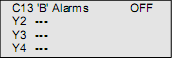 C13 'B' Alarms OFF
Y2 ---
Y3 ---
Y4 ---